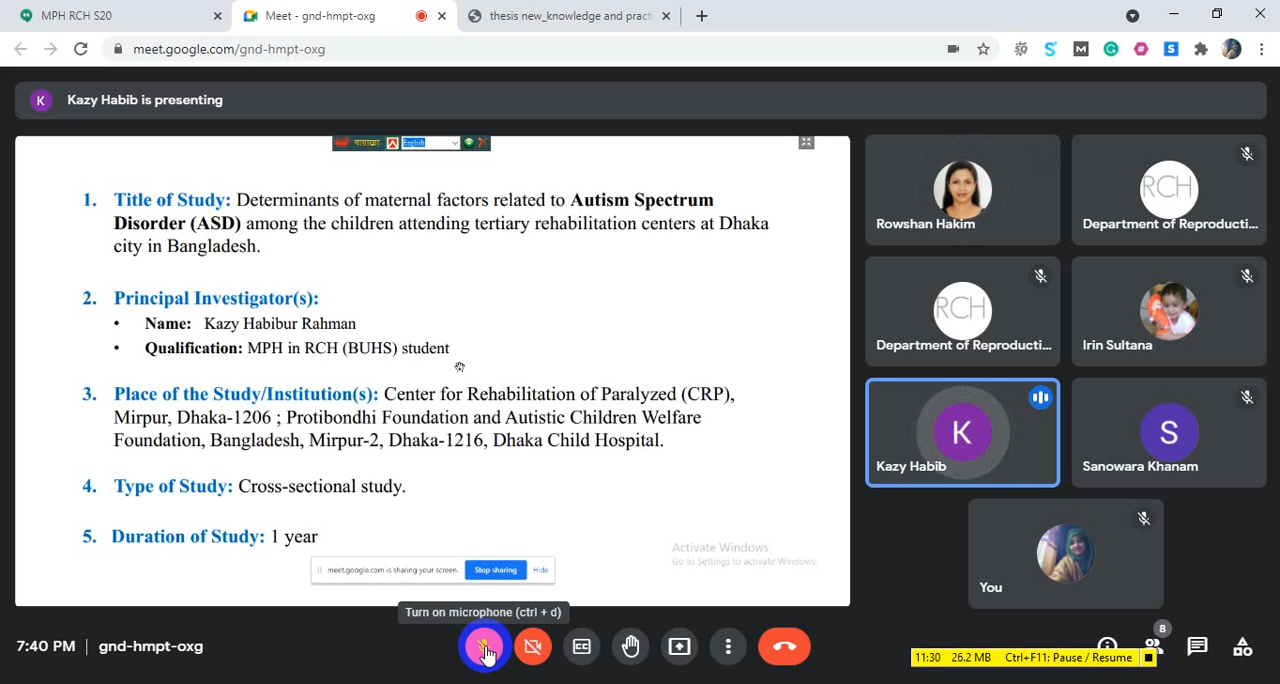 MPH RCH S20
Meet - gnd-hmpt-oxg
thesis new_knowledge and practi
meet.google.com/gnd-hmpt-oxg
K
Kazy Habib is presenting
বায়ান্নো
English
1. Title of Study: Determinants of maternal factors related to Autism Spectrum
Disorder (ASD) among the children attending tertiary rehabilitation centers at Dhaka
city in Bangladesh.
2. Principal Investigator(s):
• Name: Kazy Habibur Rahman
• Qualification: MPH in RCH (BUHS) student
3. Place of the Study/Institution(s): Center for Rehabilitation of Paralyzed (CRP),
Mirpur, Dhaka-1206 ; Protibondhi Foundation and Autistic Children Welfare
Foundation, Bangladesh, Mirpur-2, Dhaka-1216, Dhaka Child Hospital.
4. Type of Study: Cross-sectional study.
5. Duration of Study: 1 year
Activate Windows
Go to Settings to activate Windows.
meet.google.com is sharing your screen.
Stop sharing
Hide
Rowshan Hakim
RCH
Department of Reproducti...
RCH
Department of Reproducti...
Irin Sultana
K
Kazy Habib
S
Sanowara Khanam
You
Turn on microphone (ctrl + d)
7:40 PM | gnd-hmpt-oxg
8
11:30 26.2 MB Ctrl+F11: Pause / Resume